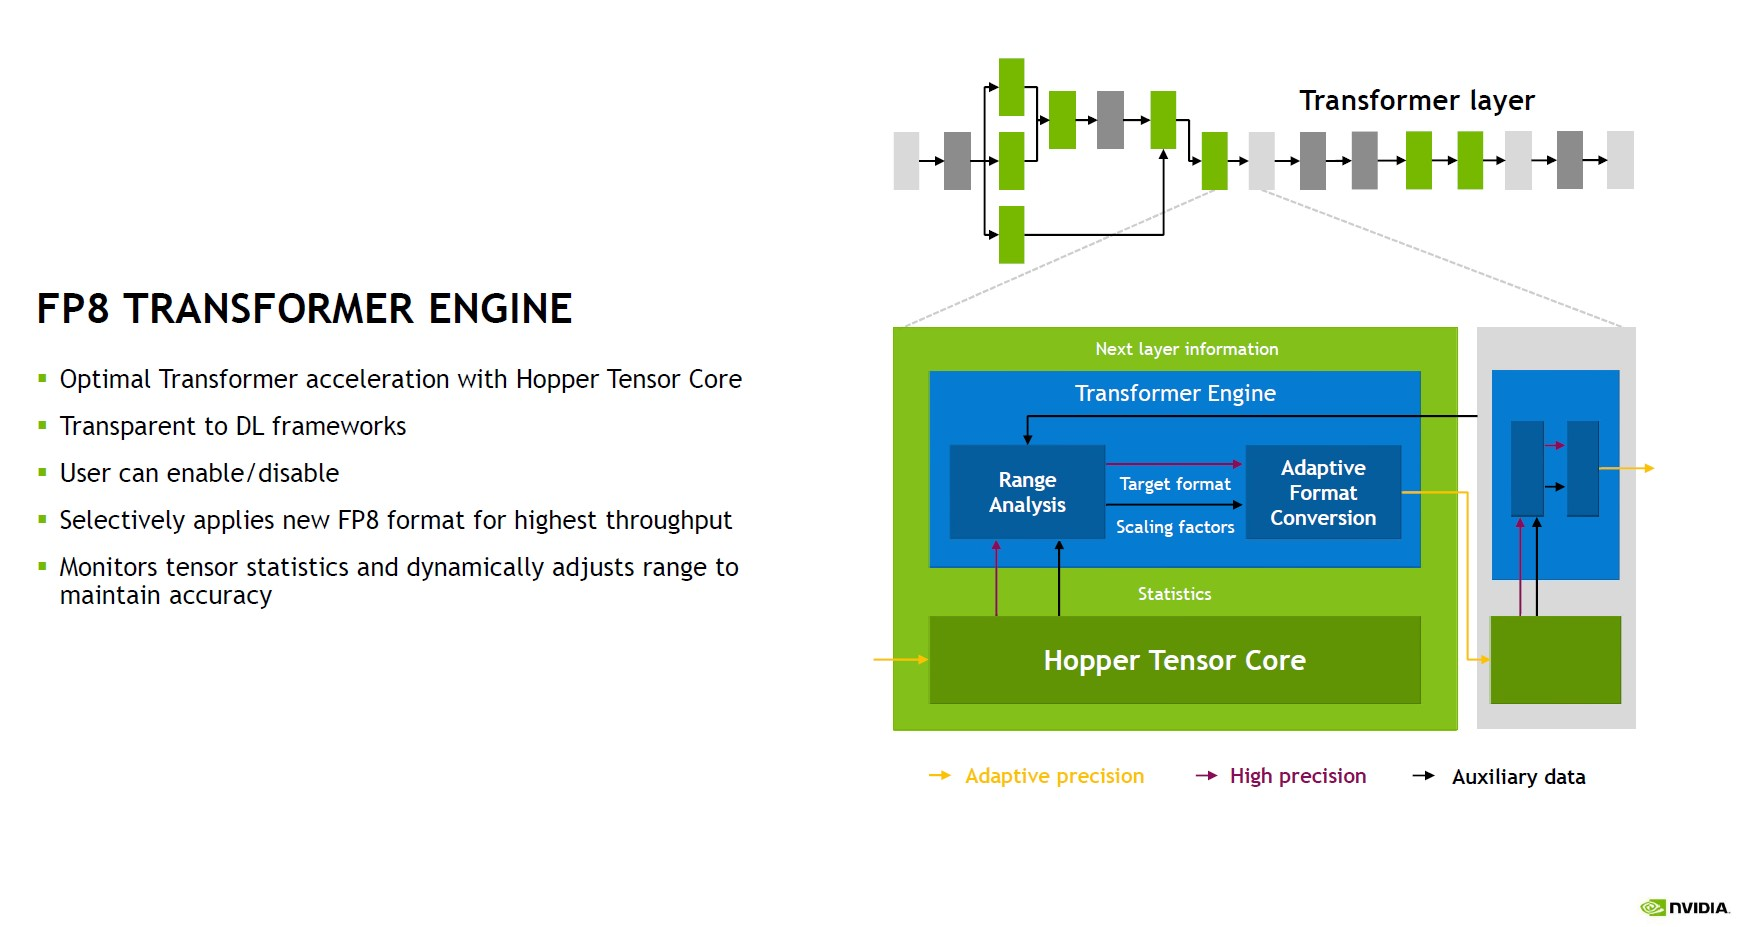 Transformer layer
FP8 TRANSFORMER ENGINE
Optimal Transformer acceleration with Hopper Tensor Core
Transparent to DL frameworks
User can enable/disable
Selectively applies new FP8 format for highest throughput
Monitors tensor statistics and dynamically adjusts range to
maintain accuracy
Next layer information
Transformer Engine
Range
Analysis
Target format
Scaling factors
Adaptive
Format
Conversion
Statistics
Hopper Tensor Core
Adaptive precision
High precision
Auxiliary data
NVIDIA.